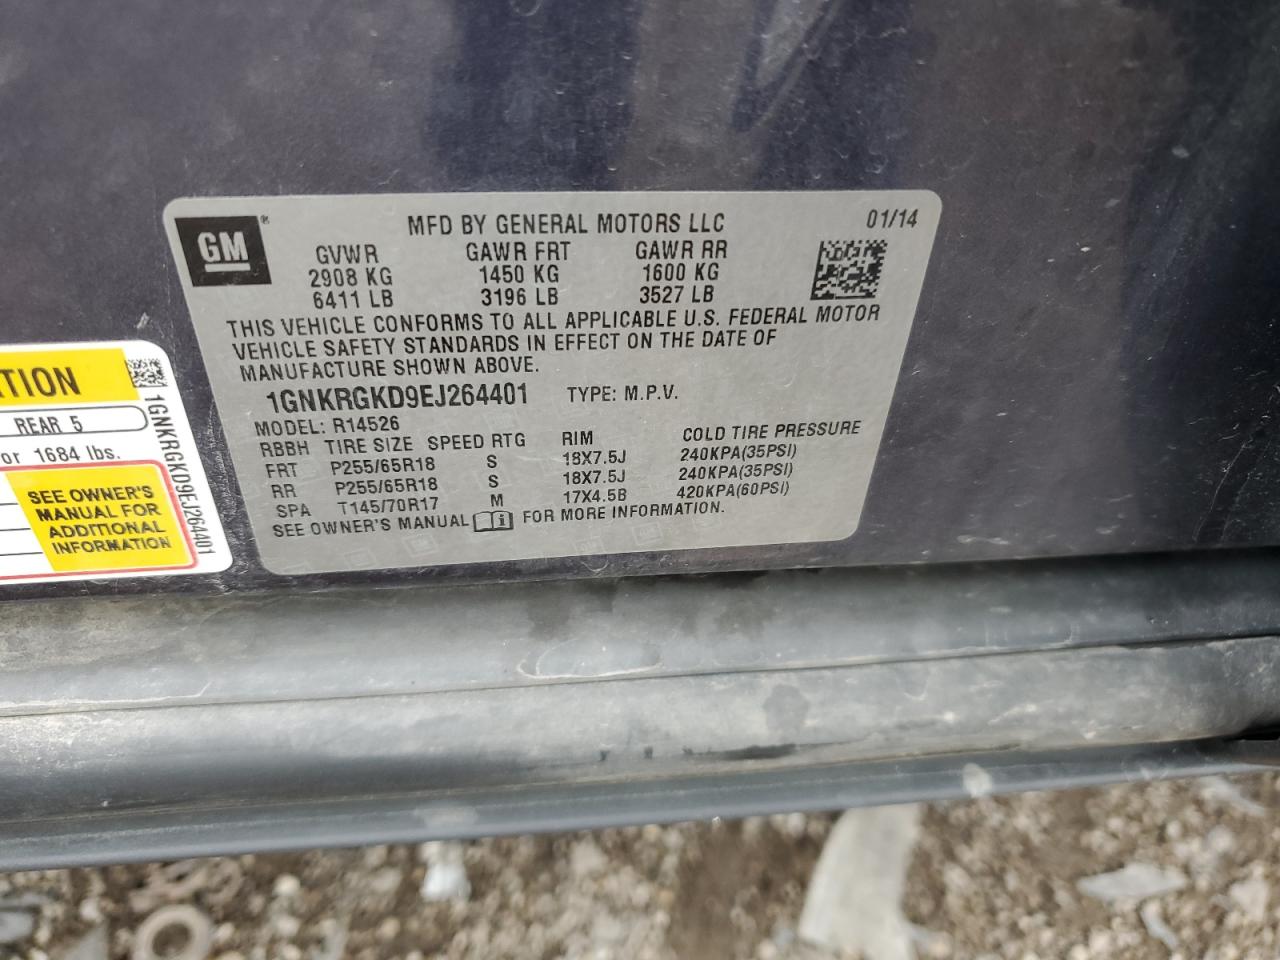 GM®
MFD BY GENERAL MOTORS LLC 01/14
GVWR GAWR FRT GAWR RR
2908 KG 1450 KG 1600 KG
6411 LB 3196 LB 3527 LB
THIS VEHICLE CONFORMS TO ALL APPLICABLE U.S. FEDERAL MOTOR
VEHICLE SAFETY STANDARDS IN EFFECT ON THE DATE OF
MANUFACTURE SHOWN ABOVE.
1GNKRGKD9EJ264401 TYPE: M.P.V.
MODEL: R14526
RBBH TIRE SIZE SPEED RTG RIM COLD TIRE PRESSURE
FRT P255/65R18 S 18X7.5J 240KPA(35PSI)
RR P255/65R18 S 18X7.5J 240KPA(35PSI)
SPA T145/70R17 M 17X4.5B 420KPA(60PSI)
SEE OWNER'S MANUAL i FOR MORE INFORMATION.
TION
REAR 5
or 1684 lbs.
SEE OWNER'S
MANUAL FOR
ADDITIONAL
INFORMATION
1GNKRGKD9EJ264401